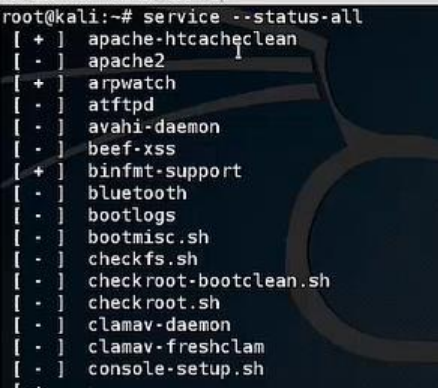 root@kali:~# service --status-all
[ + ] apache-htcacheclean
[ - ] apache2
[ + ] arpwatch
[ - ] atftpd
[ - ] avahi-daemon
[ - ] beef-xss
[ + ] binfmt-support
[ - ] bluetooth
[ - ] bootlogs
[ - ] bootmisc.sh
[ - ] checkfs.sh
[ - ] checkroot-bootclean.sh
[ - ] checkroot.sh
[ - ] clamav-daemon
[ - ] clamav-freshclam
[ - ] console-setup.sh